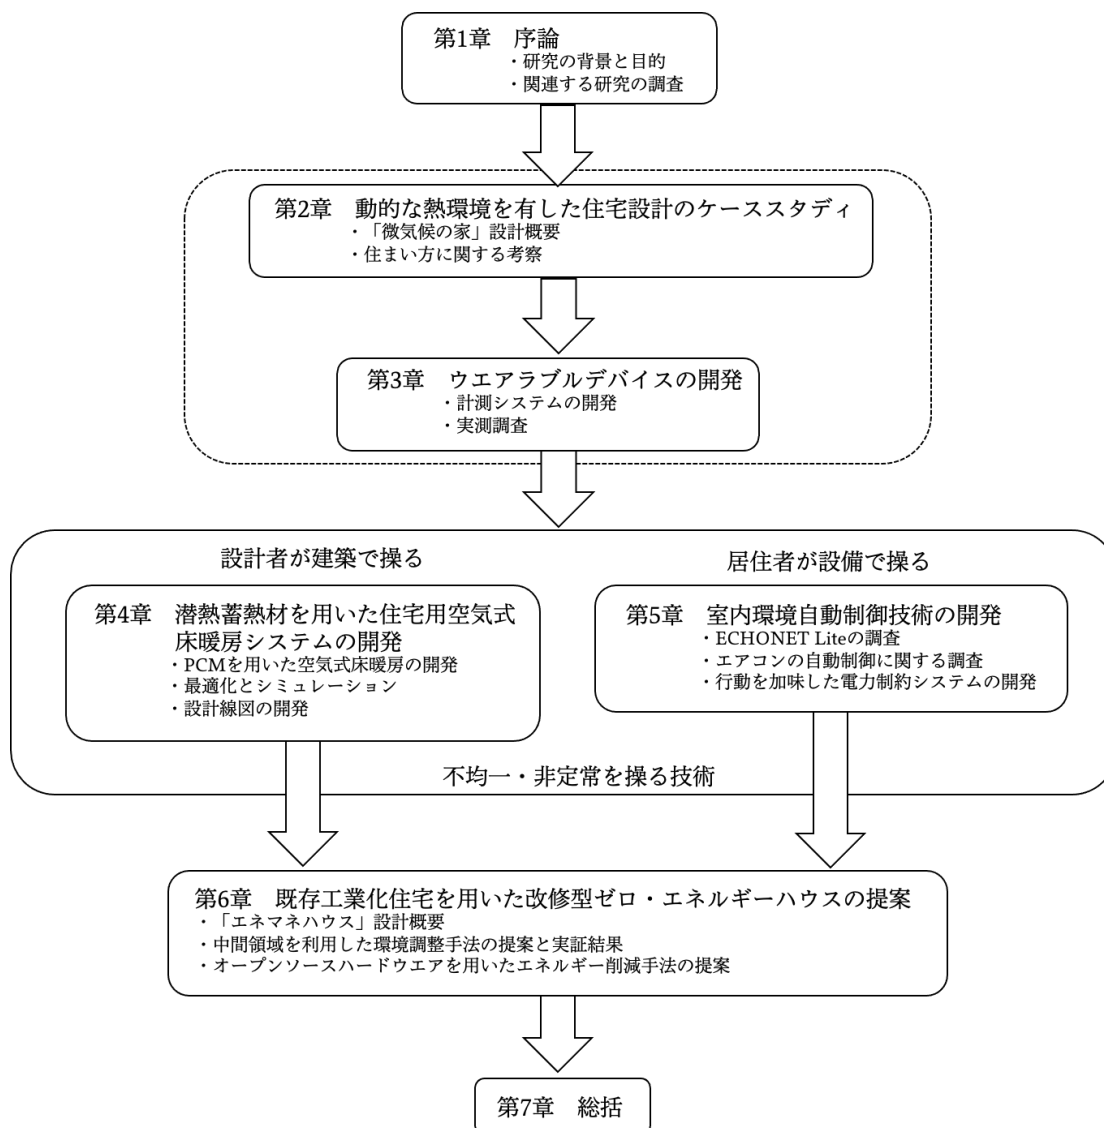 第1章　序論
・研究の背景と目的
・関連する研究の調査
第2章　動的な熱環境を有した住宅設計のケーススタディ
・「微気候の家」設計概要
・住まい方に関する考察
第3章　ウエアラブルデバイスの開発
・計測システムの開発
・実測調査
設計者が建築で操る
第4章　潜熱蓄熱材を用いた住宅用空気式
床暖房システムの開発
・PCMを用いた空気式床暖房の開発
・最適化とシミュレーション
・設計線図の開発
居住者が設備で操る
第5章　室内環境自動制御技術の開発
・ECHONET Liteの調査
・エアコンの自動制御に関する調査
・行動を加味した電力制約システムの開発
不均一・非定常を操る技術
第6章　既存工業化住宅を用いた改修型ゼロ・エネルギーハウスの提案
・「エネマネハウス」設計概要
・中間領域を利用した環境調整手法の提案と実証結果
・オープンソースハードウエアを用いたエネルギー削減手法の提案
第7章　総括